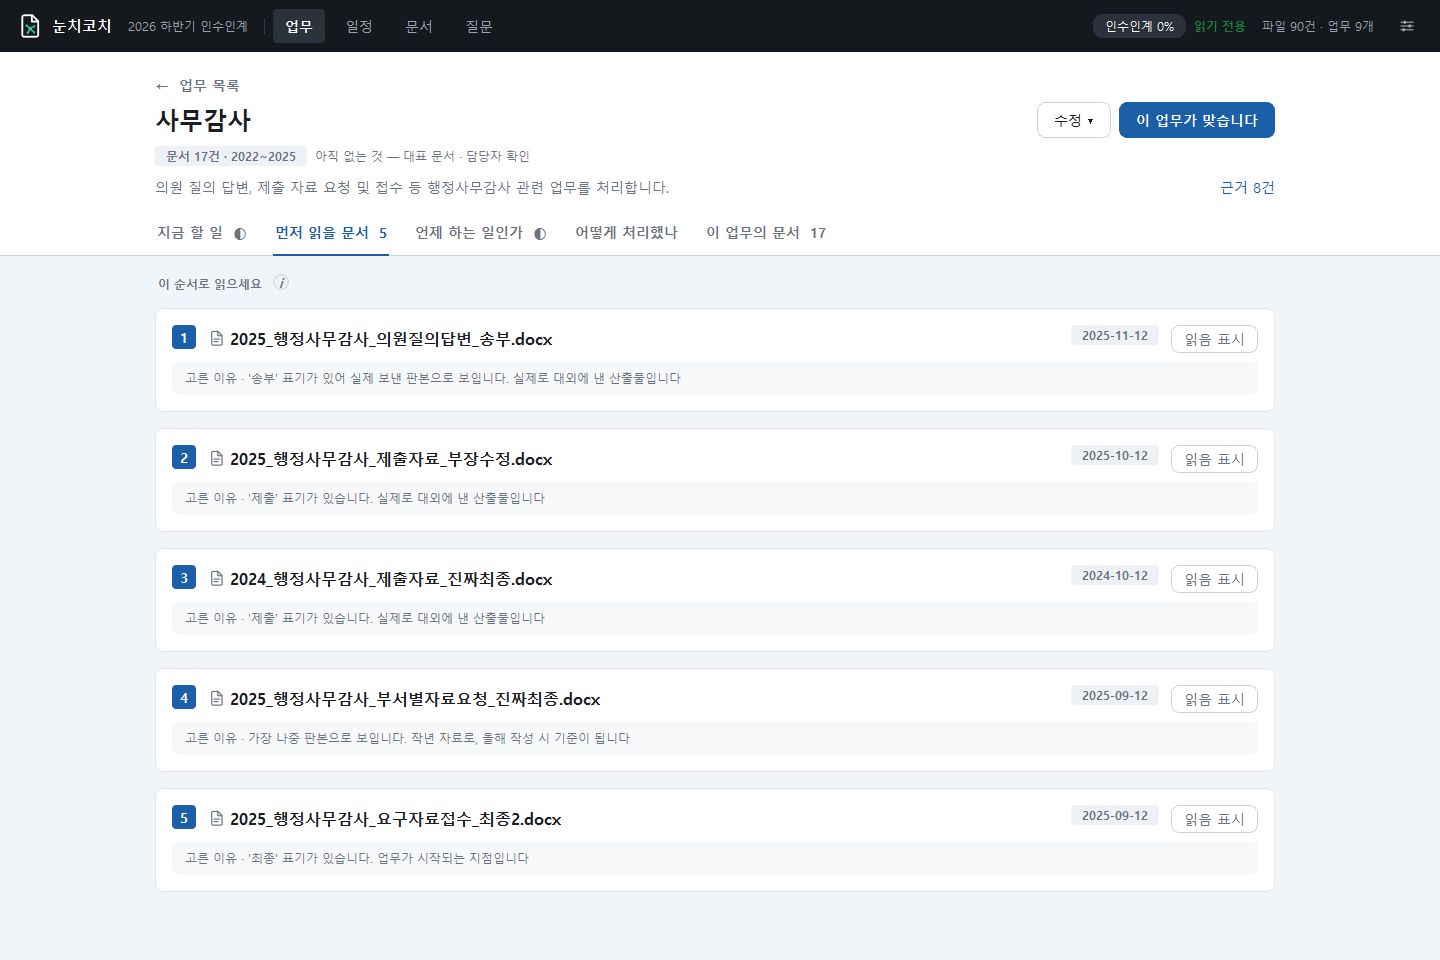 눈치코치 2026 하반기 인수인계 업무 일정 문서 질문 인수인계 0% 읽기 전용 파일 90건 · 업무 9개
← 업무 목록
사무감사 수정 ▾ 이 업무가 맞습니다
문서 17건 · 2022~2025 아직 없는 것 — 대표 문서 · 담당자 확인
의원 질의 답변, 제출 자료 요청 및 접수 등 행정사무감사 관련 업무를 처리합니다. 근거 8건
지금 할 일 먼저 읽을 문서 5 언제 하는 일인가 어떻게 처리했나 이 업무의 문서 17
이 순서로 읽으세요 i
1 2025_행정사무감사_의원질의답변_송부.docx 2025-11-12 읽음 표시
고른 이유 · '송부' 표기가 있어 실제 보낸 판본으로 보입니다. 실제로 대외에 낸 산출물입니다
2 2025_행정사무감사_제출자료_부장수정.docx 2025-10-12 읽음 표시
고른 이유 · '제출' 표기가 있습니다. 실제로 대외에 낸 산출물입니다
3 2024_행정사무감사_제출자료_진짜최종.docx 2024-10-12 읽음 표시
고른 이유 · '제출' 표기가 있습니다. 실제로 대외에 낸 산출물입니다
4 2025_행정사무감사_부서별자료요청_진짜최종.docx 2025-09-12 읽음 표시
고른 이유 · 가장 나중 판본으로 보입니다. 작년 자료로, 올해 작성 시 기준이 됩니다
5 2025_행정사무감사_요구자료접수_최종2.docx 2025-09-12 읽음 표시
고른 이유 · '최종' 표기가 있습니다. 업무가 시작되는 지점입니다